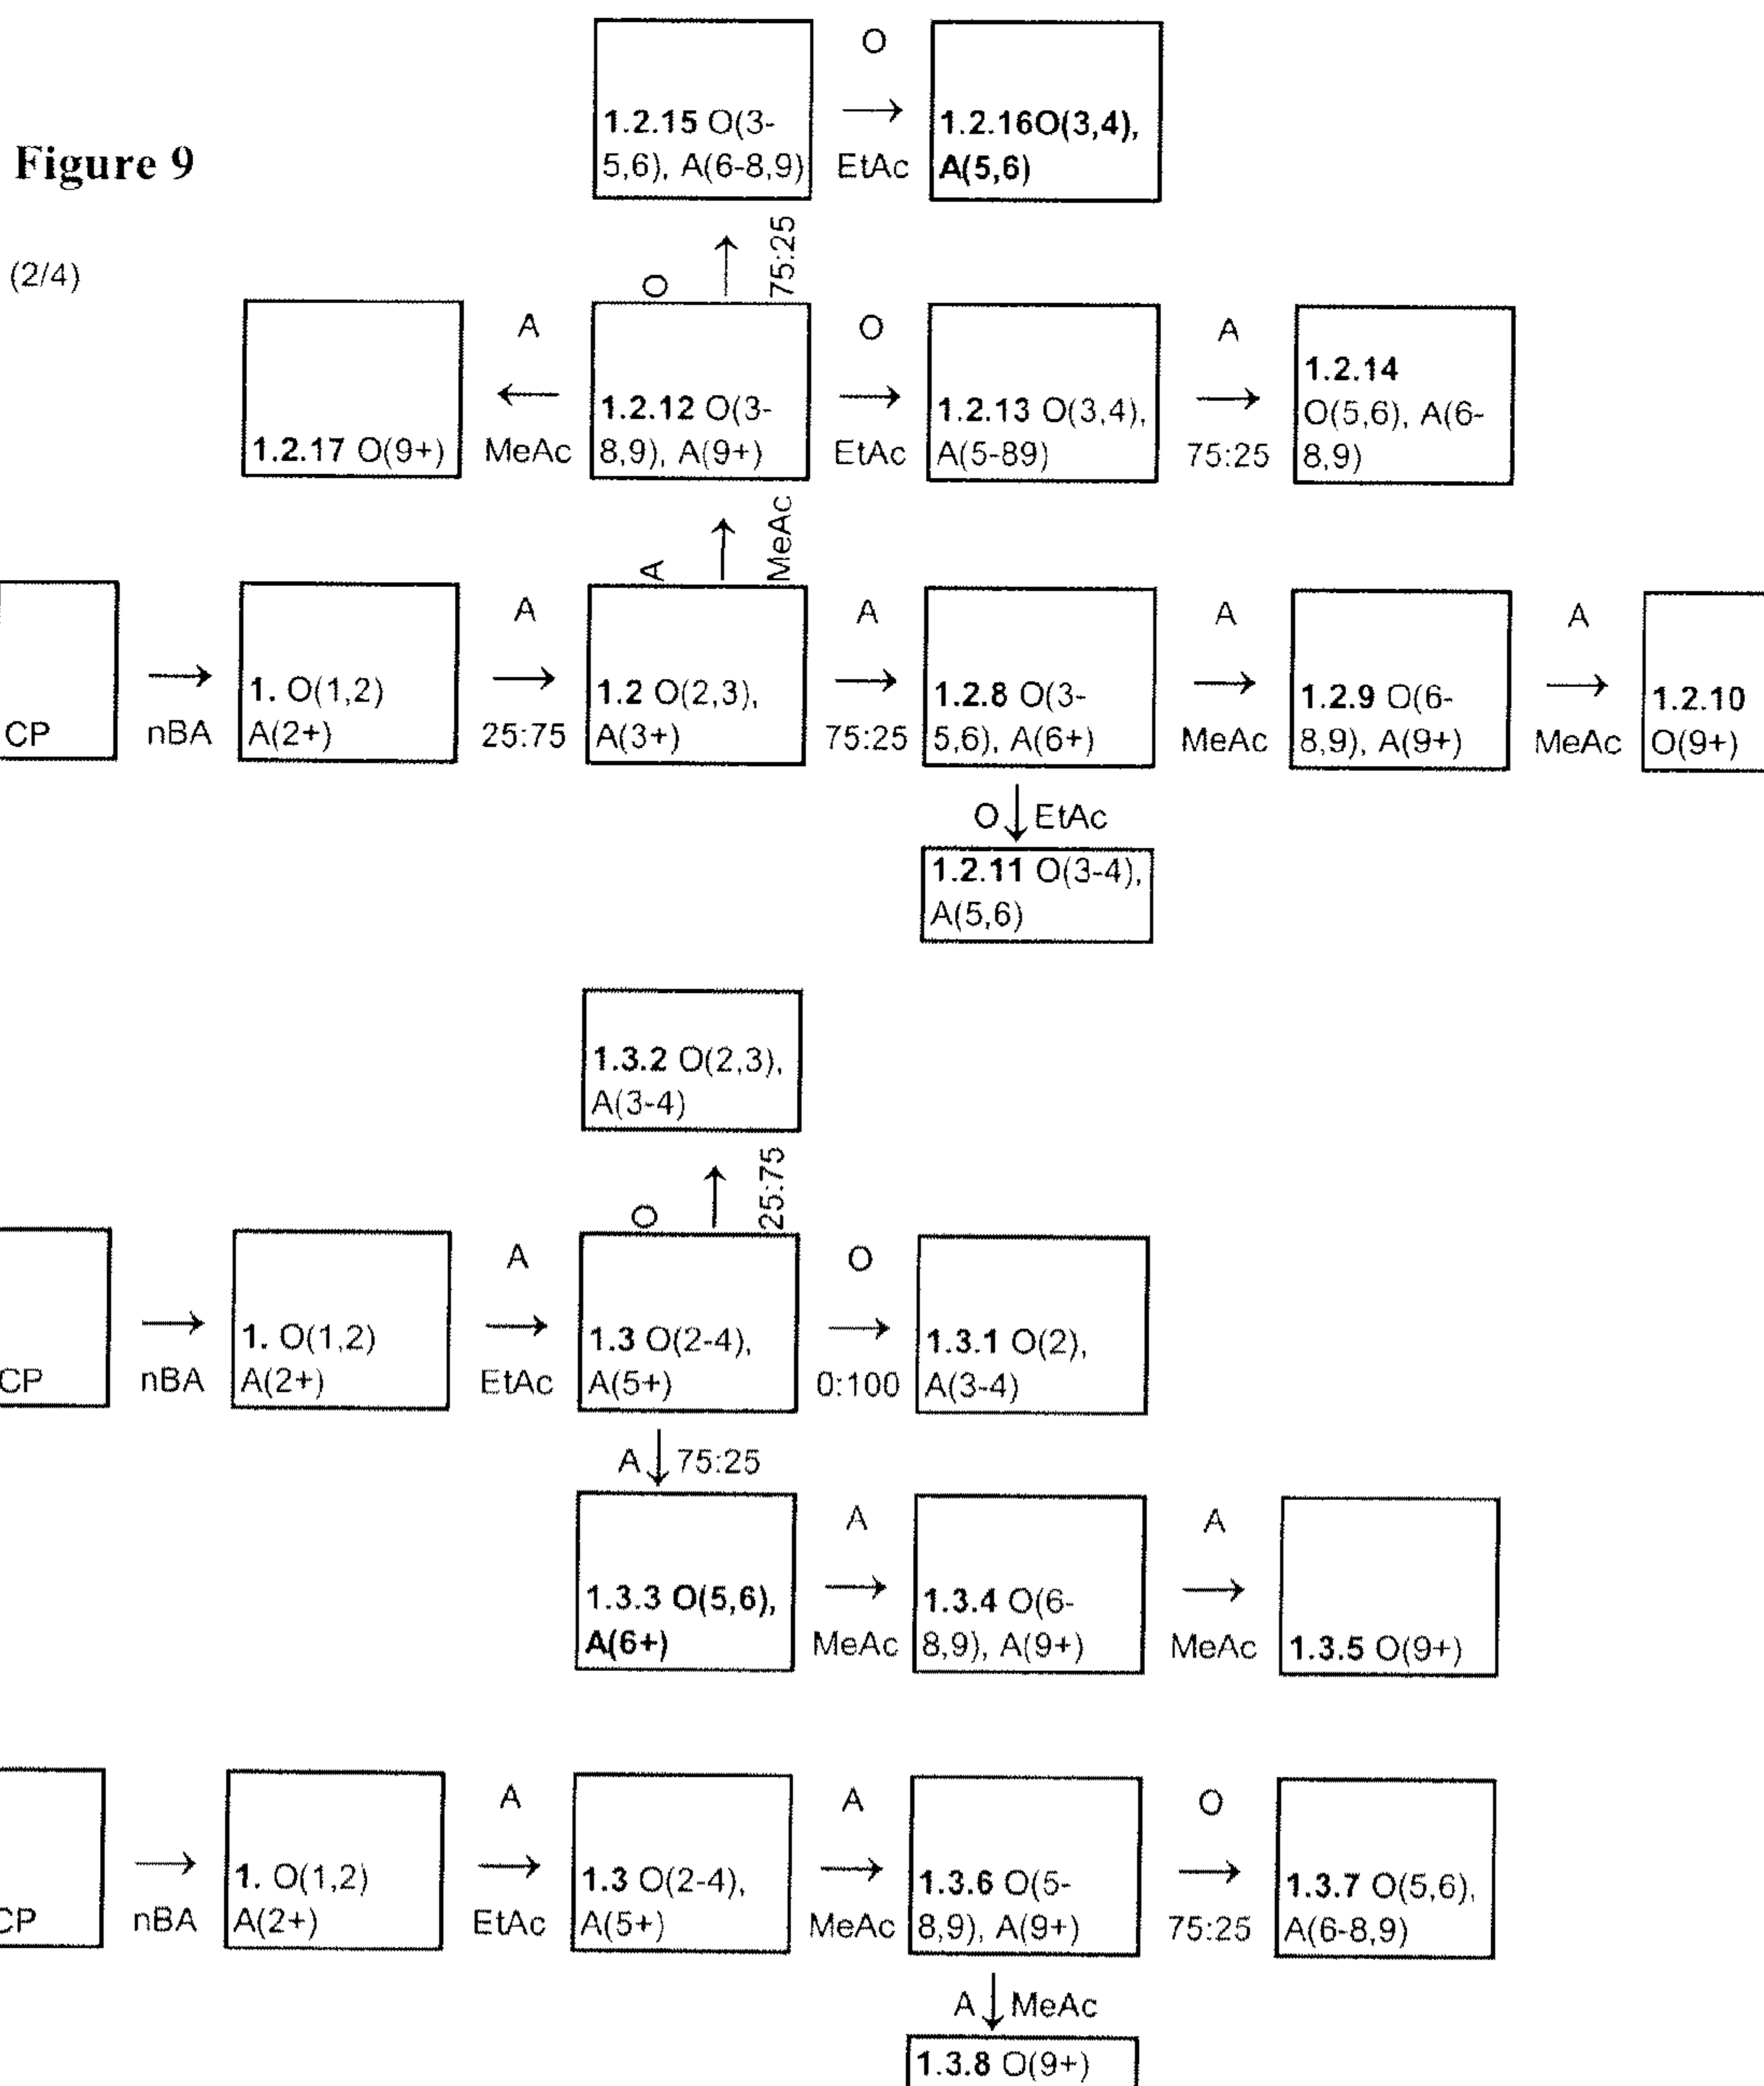 Figure 9
(2/4)
1.2.15 O(3-
5,6), A(6-8,9)
O
EtAc
1.2.16O(3,4),
A(5,6)
O
75:25
1.2.17 O(9+)
A
MeAc
1.2.12 O(3-
8,9), A(9+)
O
EtAc
1.2.13 O(3,4),
A(5-89)
A
75:25
1.2.14
O(5,6), A(6-
8,9)
A
MeAc
CP
nBA
1. O(1,2)
A(2+)
A
25:75
1.2 O(2,3),
A(3+)
A
75:25
1.2.8 O(3-
5,6), A(6+)
A
MeAc
1.2.9 O(6-
8,9), A(9+)
A
MeAc
1.2.10
O(9+)
O EtAc
1.2.11 O(3-4),
A(5,6)
1.3.2 O(2,3),
A(3-4)
O
25:75
CP
nBA
1. O(1,2)
A(2+)
A
EtAc
1.3 O(2-4),
A(5+)
O
0:100
1.3.1 O(2),
A(3-4)
A 75:25
1.3.3 O(5,6),
A(6+)
A
MeAc
1.3.4 O(6-
8,9), A(9+)
A
MeAc
1.3.5 O(9+)
CP
nBA
1. O(1,2)
A(2+)
A
EtAc
1.3 O(2-4),
A(5+)
A
MeAc
1.3.6 O(5-
8,9), A(9+)
O
75:25
1.3.7 O(5,6),
A(6-8,9)
A MeAc
1.3.8 O(9+)